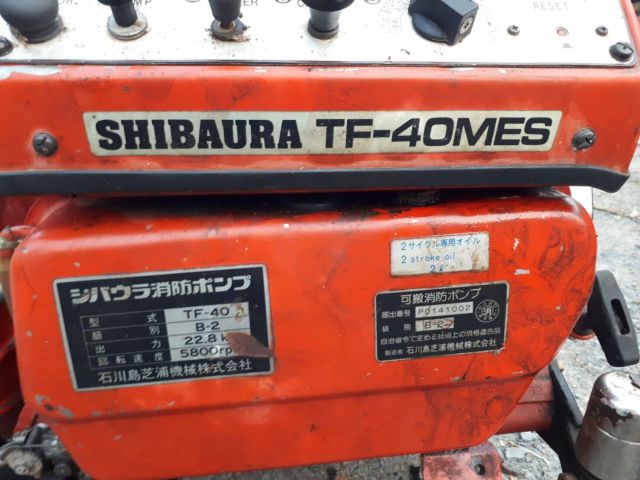 RESET
SHIBAURA TF-40MES
2サイクル専用オイル
2 stroke oil
シバウラ消防ポンプ
型式 TF-40
級別 B-2
出力 22.8
回転速度 5800rpm
石川島芝浦機械株式会社
可搬消防ポンプ
届出番号 P0141002
級別 B-2
自治省令で定める技術上の規格適合品
製造者 石川島芝浦機械株式会社